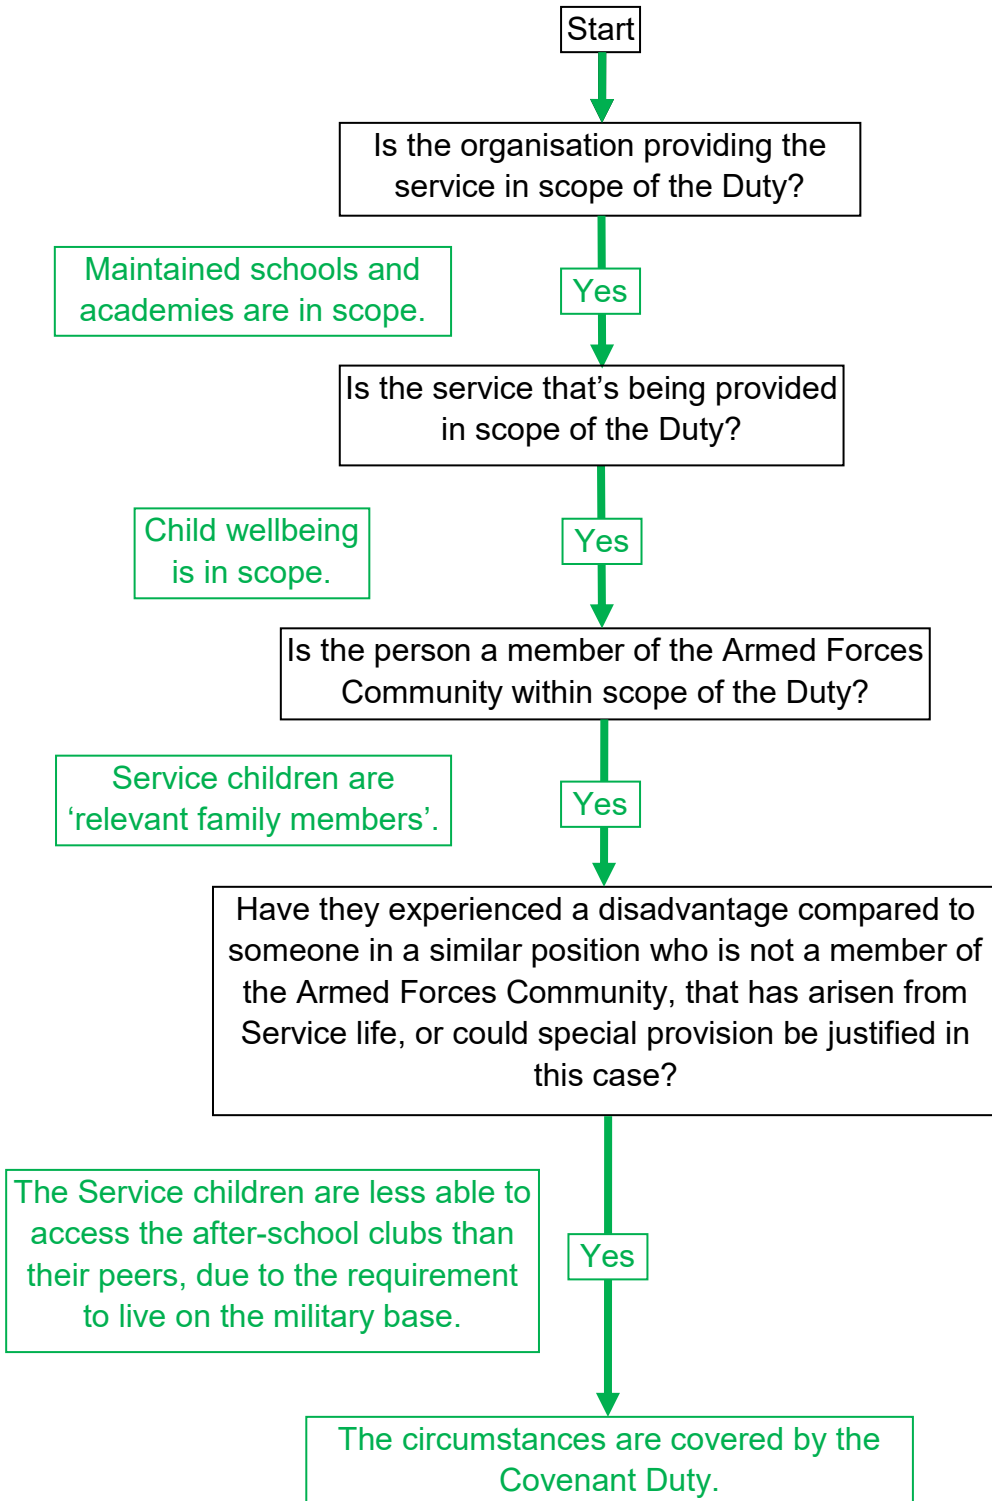 Start
Is the organisation providing the
service in scope of the Duty?
Maintained schools and
academies are in scope.
Yes
Is the service that’s being provided
in scope of the Duty?
Child wellbeing
is in scope.
Yes
Is the person a member of the Armed Forces
Community within scope of the Duty?
Service children are
‘relevant family members’.
Yes
Have they experienced a disadvantage compared to
someone in a similar position who is not a member of
the Armed Forces Community, that has arisen from
Service life, or could special provision be justified in
this case?
The Service children are less able to
access the after-school clubs than
their peers, due to the requirement
to live on the military base.
Yes
The circumstances are covered by the
Covenant Duty.